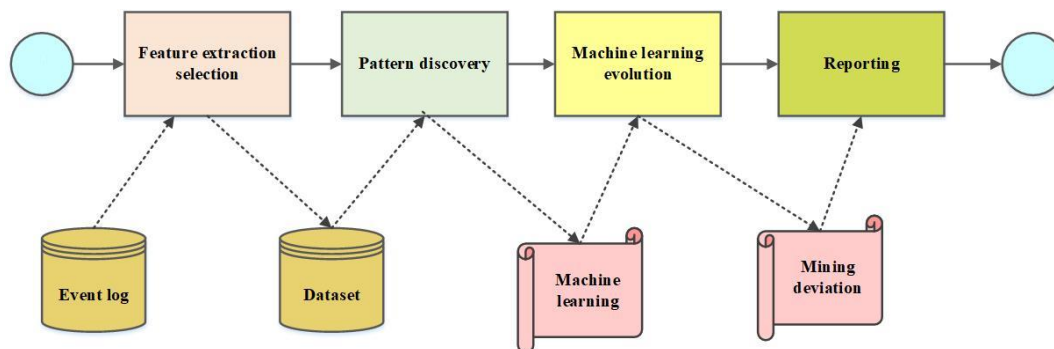 Feature extraction
selection
Pattern discovery
Machine learning
evolution
Reporting
Event log
Dataset
Machine
learning
Mining
deviation